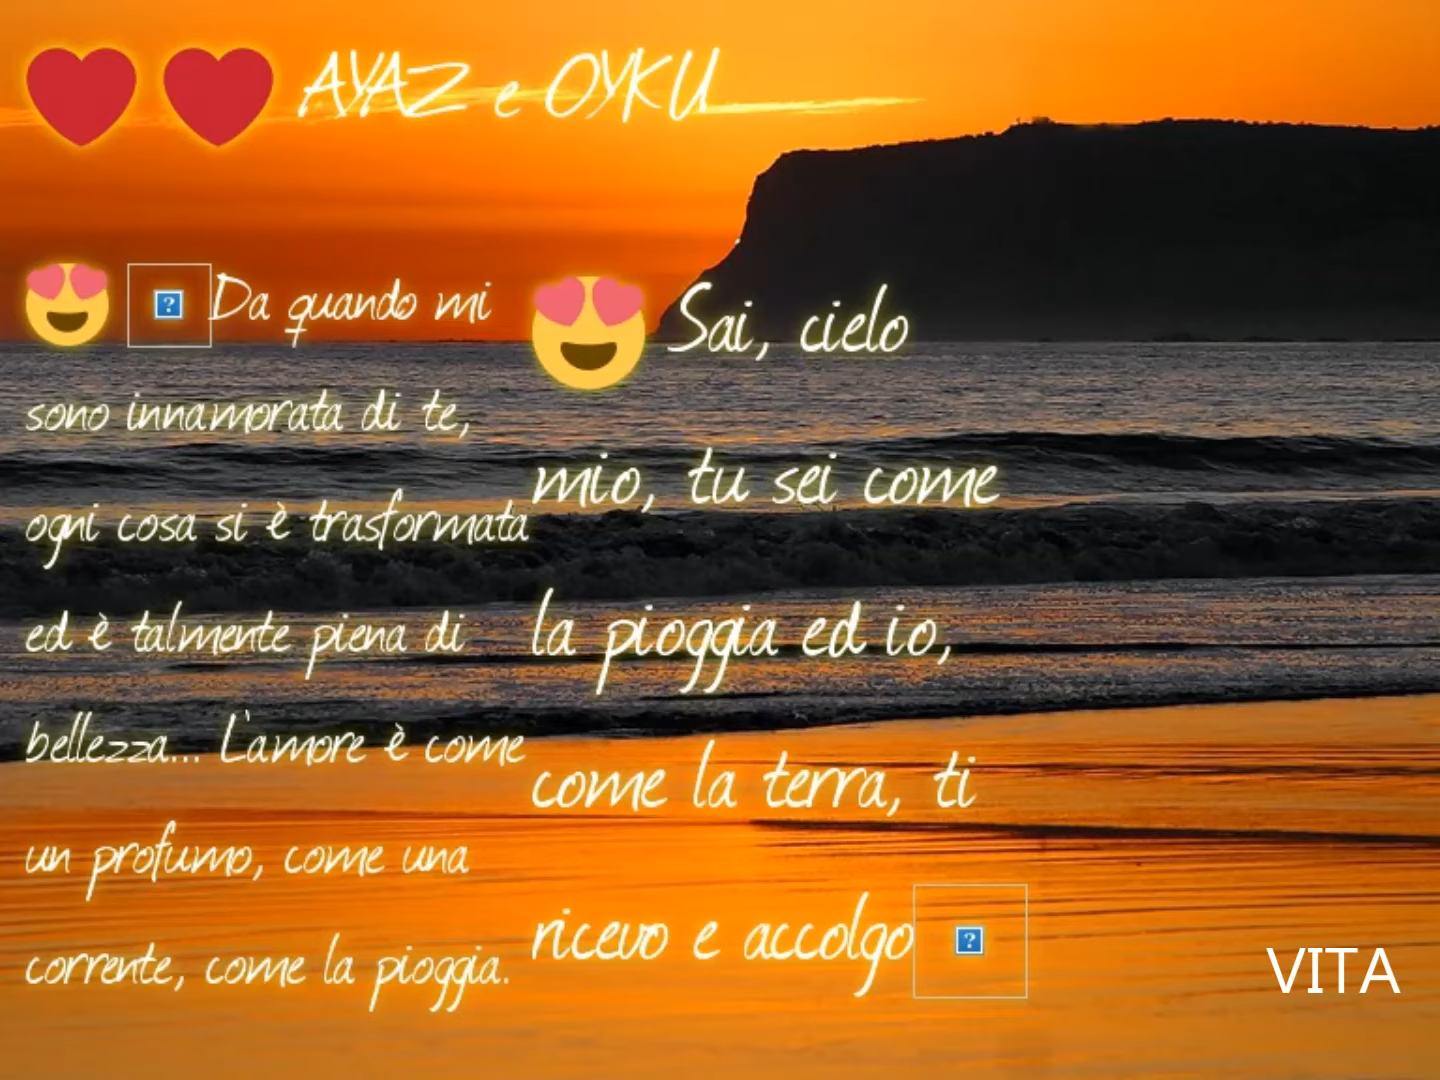 ❤️❤️ AYAZ e OYKU
😍Da quando mi
sono innamorata di te,
ogni cosa si è trasformata
ed è talmente piena di
bellezza... L'amore è come
un profumo, come una
corrente, come la pioggia.
😍 Sai, cielo
mio, tu sei come
la pioggia ed io,
come la terra, ti
ricevo e accolgo
VITA